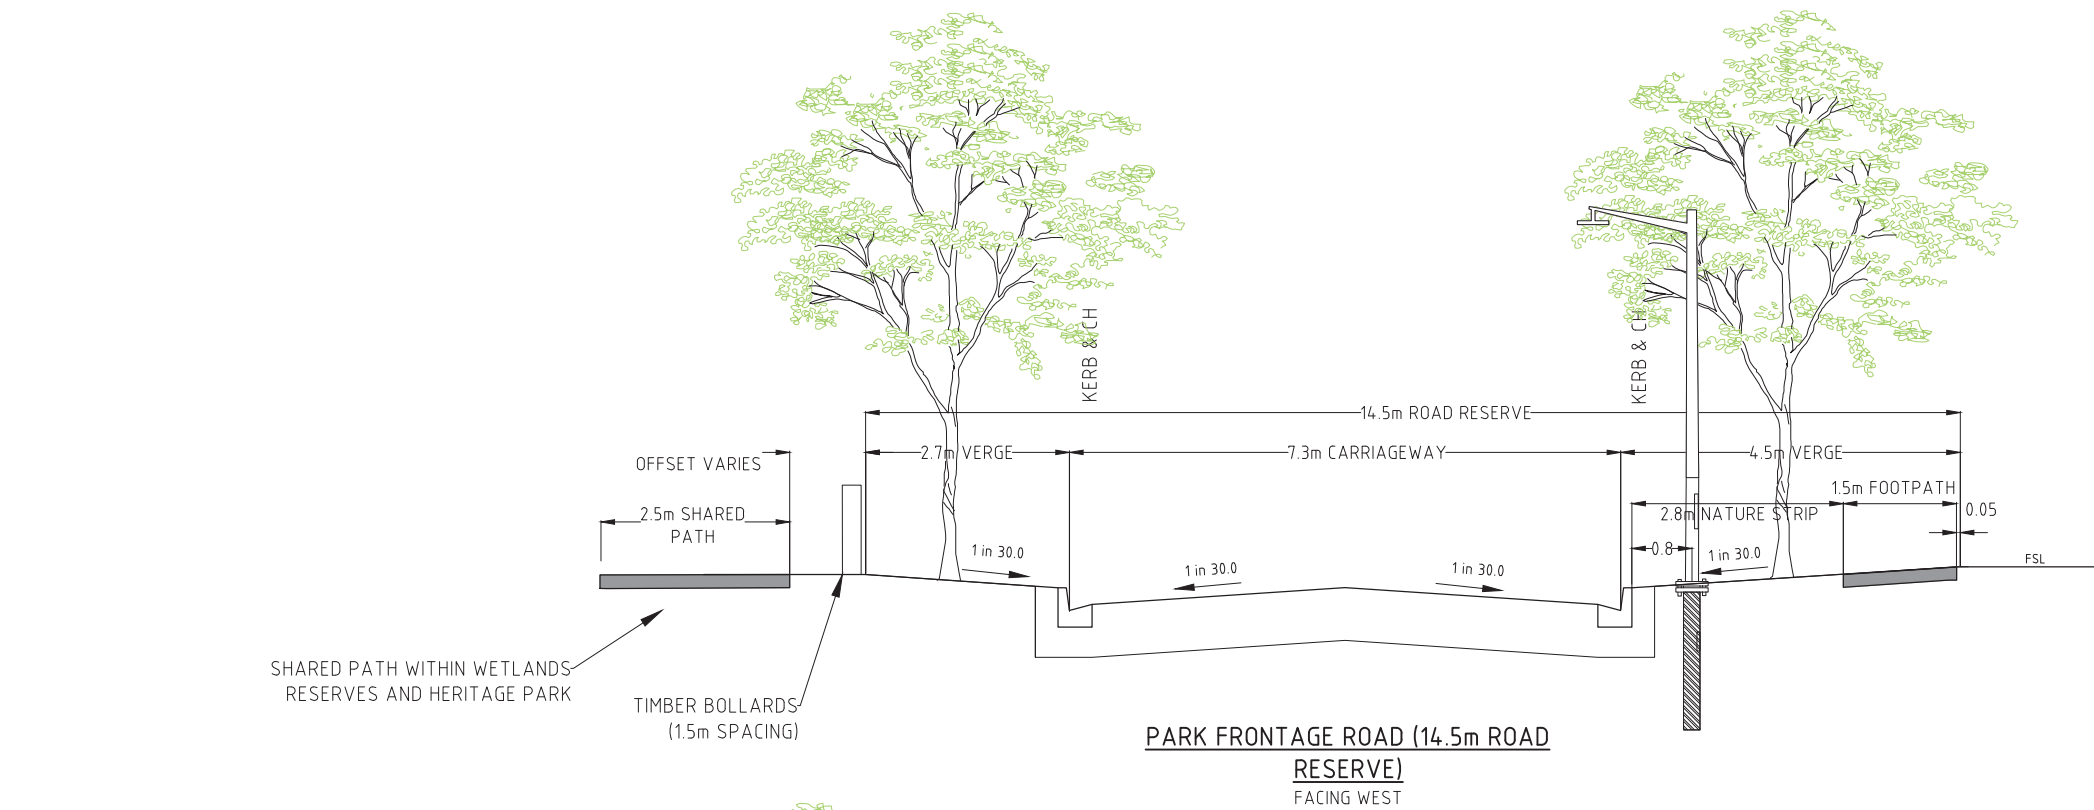 KERB & CH
KERB & CH
14.5m ROAD RESERVE
OFFSET VARIES
2.7m VERGE
7.3m CARRIAGEWAY
4.5m VERGE
1.5m FOOTPATH
2.5m SHARED
PATH
2.8m NATURE STRIP
0.05
1 in 30.0
1 in 30.0
1 in 30.0
0.8
1 in 30.0
FSL
SHARED PATH WITHIN WETLANDS
RESERVES AND HERITAGE PARK
TIMBER BOLLARDS
(1.5m SPACING)
PARK FRONTAGE ROAD (14.5m ROAD
RESERVE)
FACING WEST